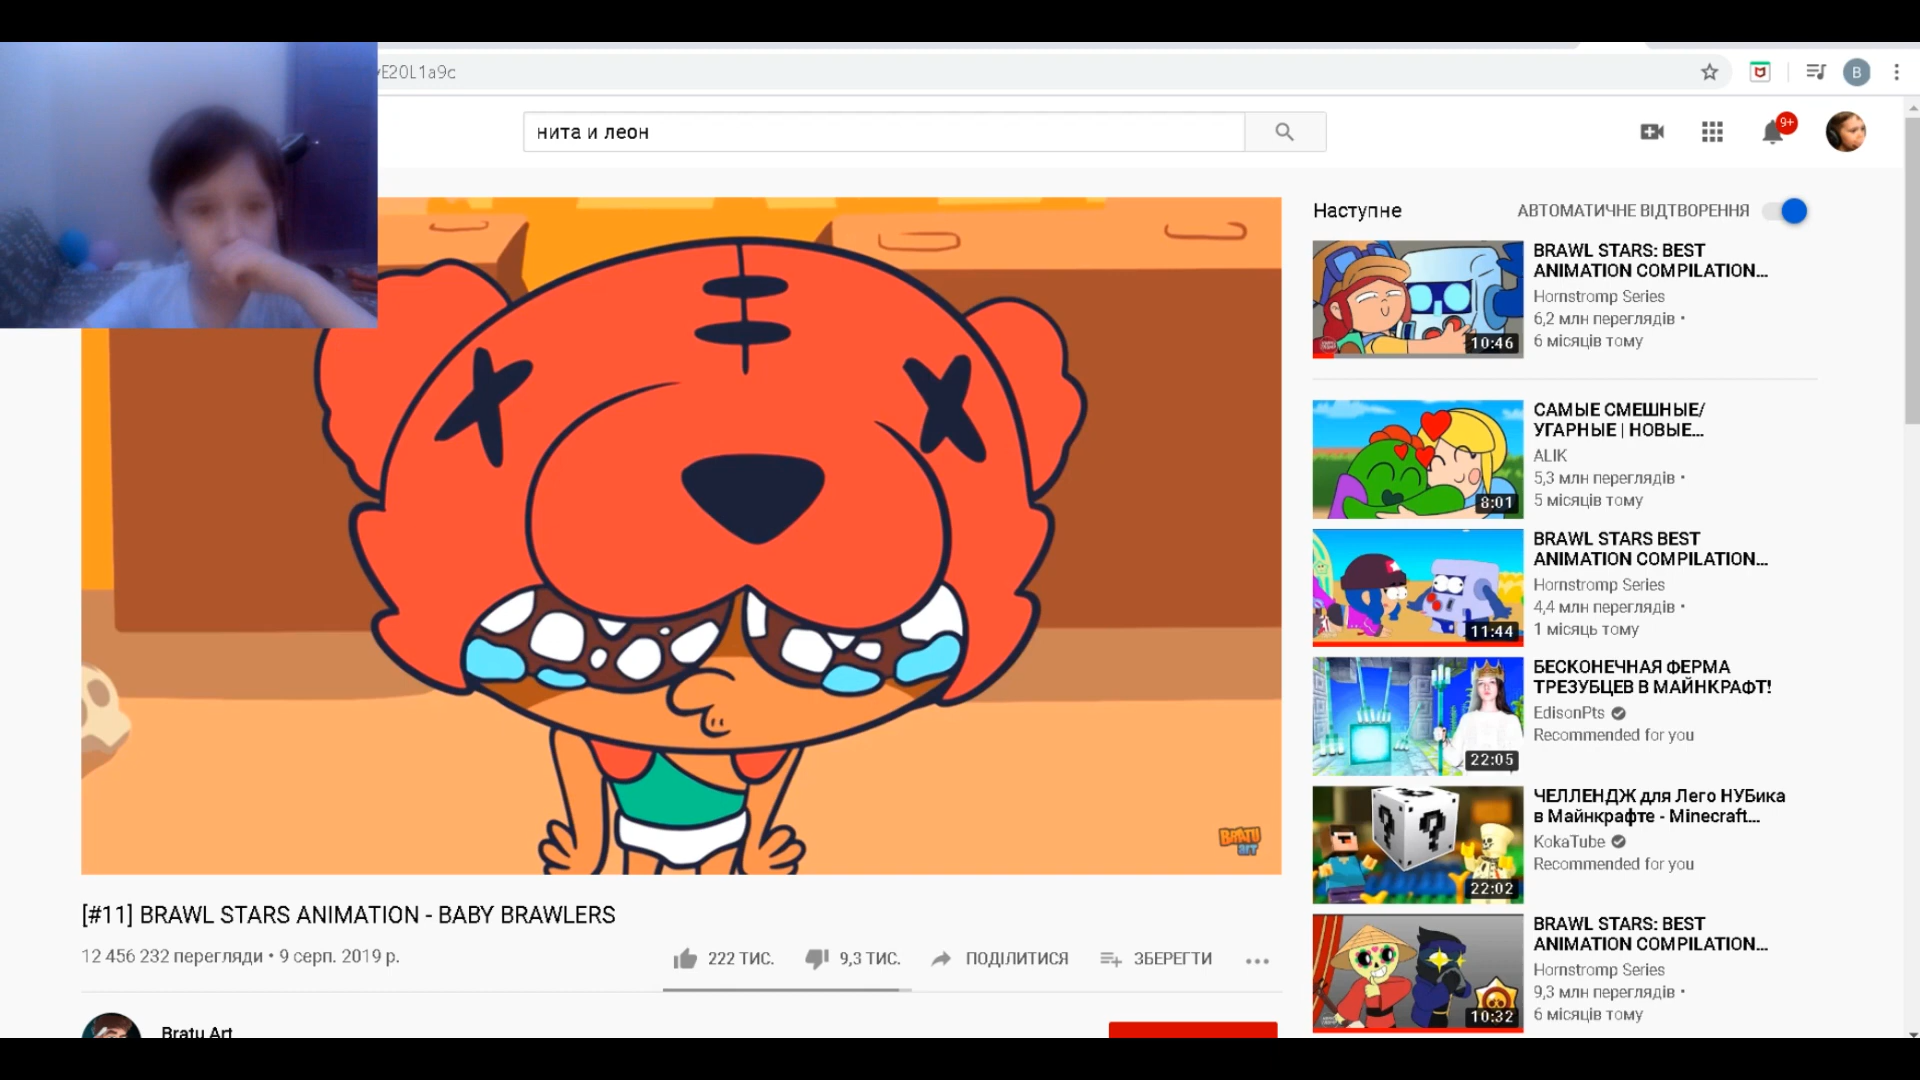 E20L1a9c
B
нита и леон
9+
Наступне
АВТОМАТИЧНЕ ВІДТВОРЕННЯ
BRAWL STARS: BEST
ANIMATION COMPILATION...
Hornstromp Series
6,2 млн переглядів •
6 місяців тому
10:46
САМЫЕ СМЕШНЫЕ/
УГАРНЫЕ | НОВЫЕ...
ALIK
5,3 млн переглядів •
5 місяців тому
8:01
BRAWL STARS BEST
ANIMATION COMPILATION...
Hornstromp Series
4,4 млн переглядів •
1 місяць тому
11:44
БЕСКОНЕЧНАЯ ФЕРМА
ТРЕЗУБЦЕВ В МАЙНКРАФТ!
EdisonPts
Recommended for you
22:05
ЧЕЛЛЕНДЖ для Лего НУБика
в Майнкрафте - Minecraft...
KokaTube
Recommended for you
22:02
BRAWL STARS: BEST
ANIMATION COMPILATION...
Hornstromp Series
9,3 млн переглядів •
6 місяців тому
10:32
BRATU
ART
[#11] BRAWL STARS ANIMATION - BABY BRAWLERS
12 456 232 перегляди • 9 серп. 2019 р.
222 ТИС.
9,3 ТИС.
ПОДІЛИТИСЯ
ЗБЕРЕГТИ
Bratu Art